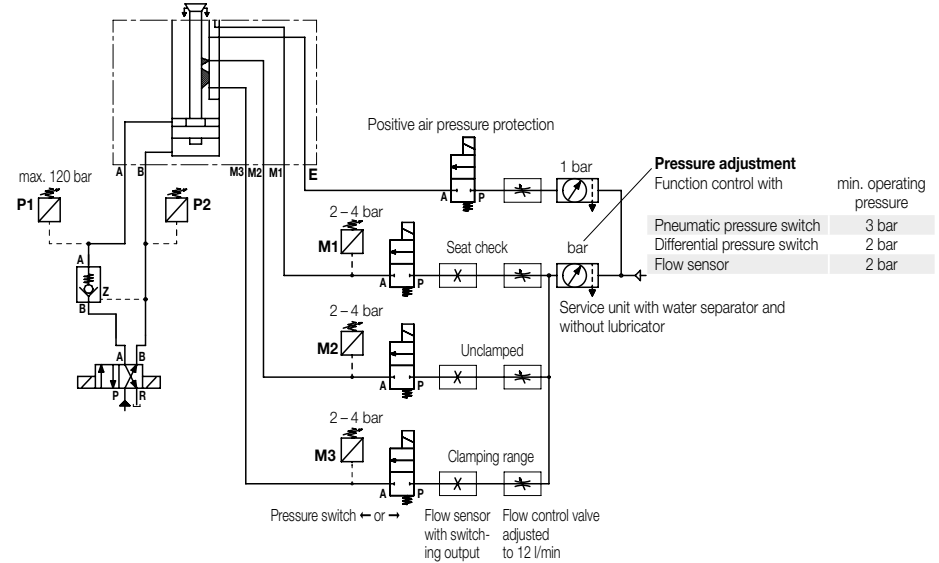 Positive air pressure protection
A
B
M3
M2
M1
E
max. 120 bar
P1
P2
1 bar
A
P
Pressure adjustment
Function control with
min. operating
pressure
Pneumatic pressure switch 3 bar
Differential pressure switch 2 bar
Flow sensor 2 bar
2 – 4 bar
M1
Seat check
bar
A
P
A
Z
B
Service unit with water separator and
without lubricator
2 – 4 bar
M2
Unclamped
A
P
A
B
P
R
2 – 4 bar
M3
Clamping range
A
P
Pressure switch ← or →
Flow sensor
with switch-
ing output
Flow control valve
adjusted
to 12 l/min